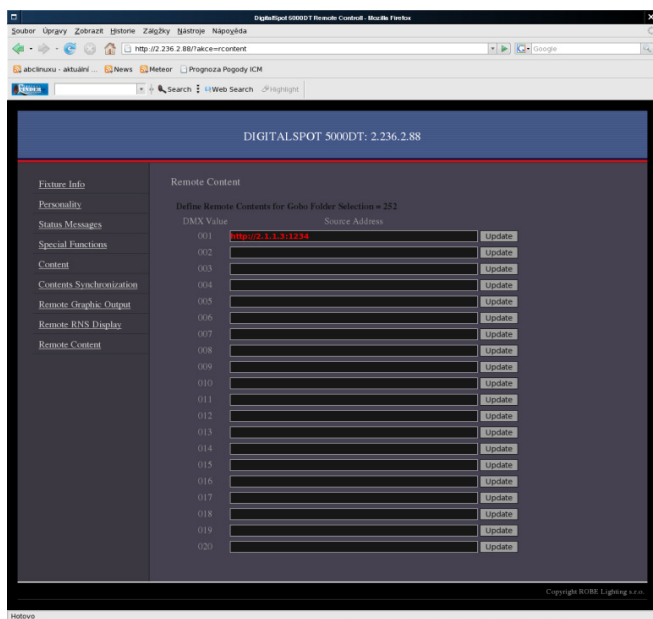 DigitalSpot 5000DT Remote Controll - Mozilla Firefox
Soubor Úpravy Zobrazit Historie Záložky Nástroje Nápověda
http://2.236.2.88/?akce=rcontent
Google
abclinuxu - aktuální ... News Meteor Prognoza Pogody ICM
Search Web Search Highlight
DIGITALSPOT 5000DT: 2.236.2.88
Fixture Info
Personality
Status Messages
Special Functions
Content
Contents Synchronization
Remote Graphic Output
Remote RNS Display
Remote Content
Remote Content
Define Remote Contents for Gobo Folder Selection = 252
DMX Value Source Address
001 http://2.1.1.3:1234 Update
002 Update
003 Update
004 Update
005 Update
006 Update
007 Update
008 Update
009 Update
010 Update
011 Update
012 Update
013 Update
014 Update
015 Update
016 Update
017 Update
018 Update
019 Update
020 Update
Copyright ROBE Lighting s.r.o.
Hotovo